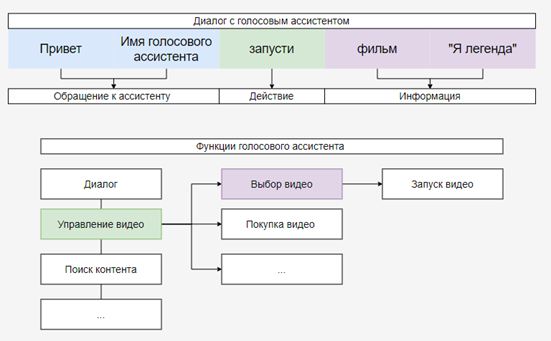 Диалог с голосовым ассистентом
Привет
Имя голосового
ассистента
запусти
фильм
"Я легенда"
Обращение к ассистенту
Действие
Информация
Функции голосового ассистента
Диалог
Выбор видео
Запуск видео
Управление видео
Покупка видео
Поиск контента
...
...